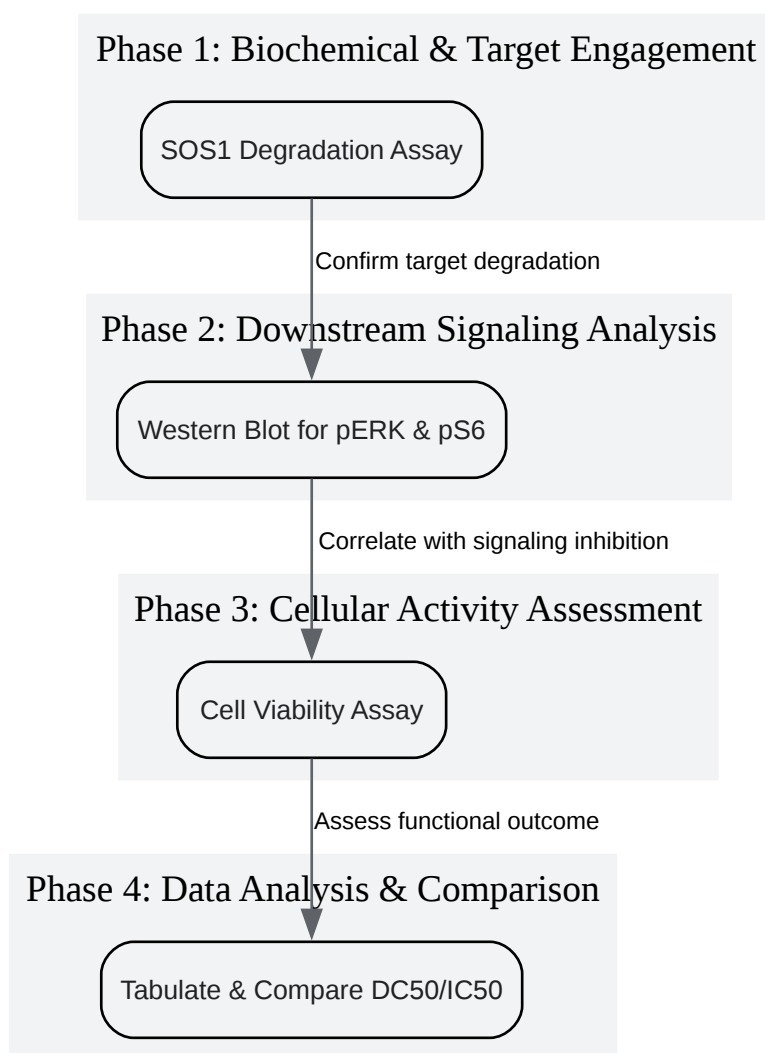 Phase 1: Biochemical & Target Engagement
SOS1 Degradation Assay
Confirm target degradation
Phase 2: Downstream Signaling Analysis
Western Blot for pERK & pS6
Correlate with signaling inhibition
Phase 3: Cellular Activity Assessment
Cell Viability Assay
Assess functional outcome
Phase 4: Data Analysis & Comparison
Tabulate & Compare DC50/IC50